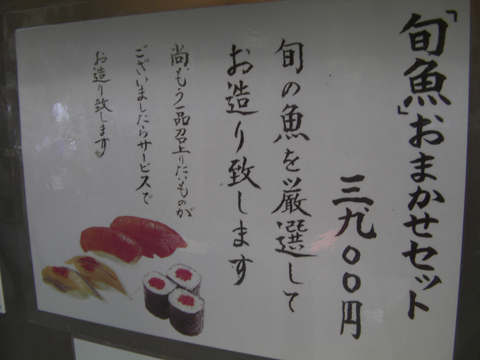 「旬魚」おまかせセット
三九〇〇円
旬の魚を厳選して
お造り致します
尚もう一品召上りたいものが
ございましたらサービスで
お造り致します